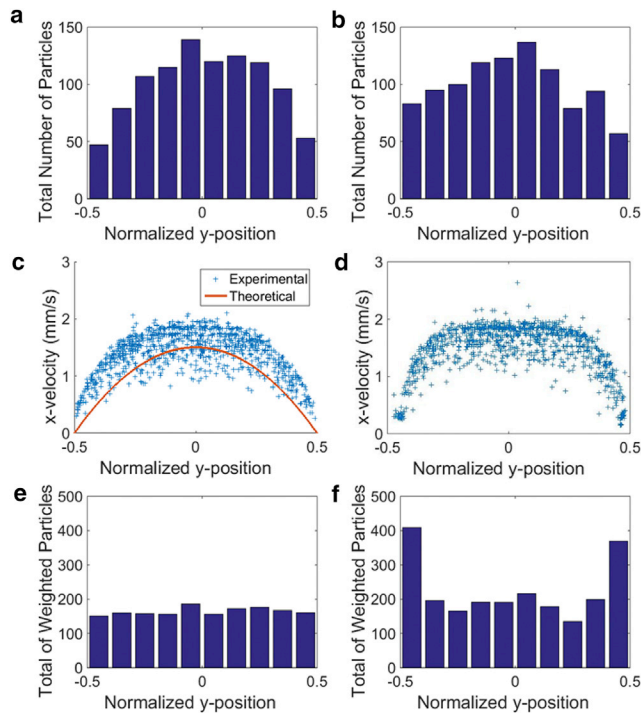 a
150
100
50
0
Total Number of Particles
-0.5
0
0.5
Normalized y-position
b
150
100
50
0
Total Number of Particles
-0.5
0
0.5
Normalized y-position
c
3
2
1
0
x-velocity (mm/s)
Experimental
Theoretical
-0.5
0
0.5
Normalized y-position
d
3
2
1
0
x-velocity (mm/s)
-0.5
0
0.5
Normalized y-position
e
500
400
300
200
100
0
Total of Weighted Particles
-0.5
0
0.5
Normalized y-position
f
500
400
300
200
100
0
Total of Weighted Particles
-0.5
0
0.5
Normalized y-position